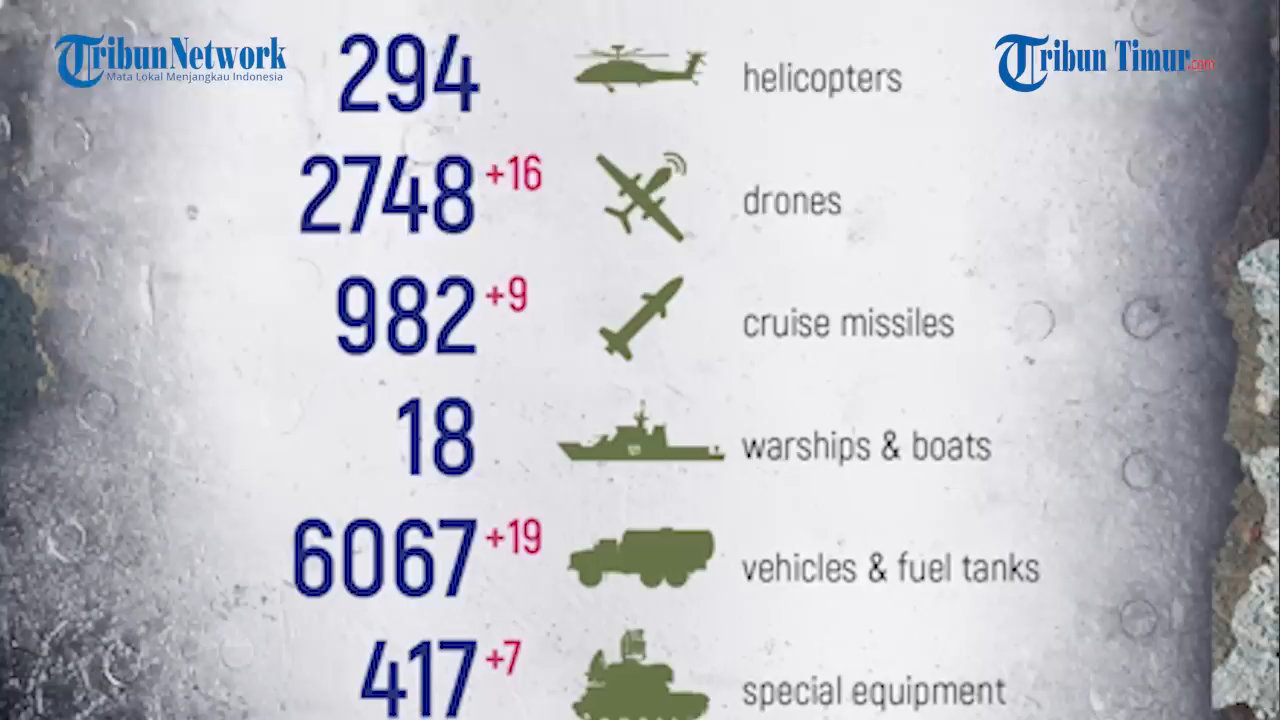 TribunNetwork
Mata Lokal Menjangkau Indonesia
Tribun Timur.com
294 helicopters
2748 +16 drones
982 +9 cruise missiles
18 warships & boats
6067 +19 vehicles & fuel tanks
417 +7 special equipment